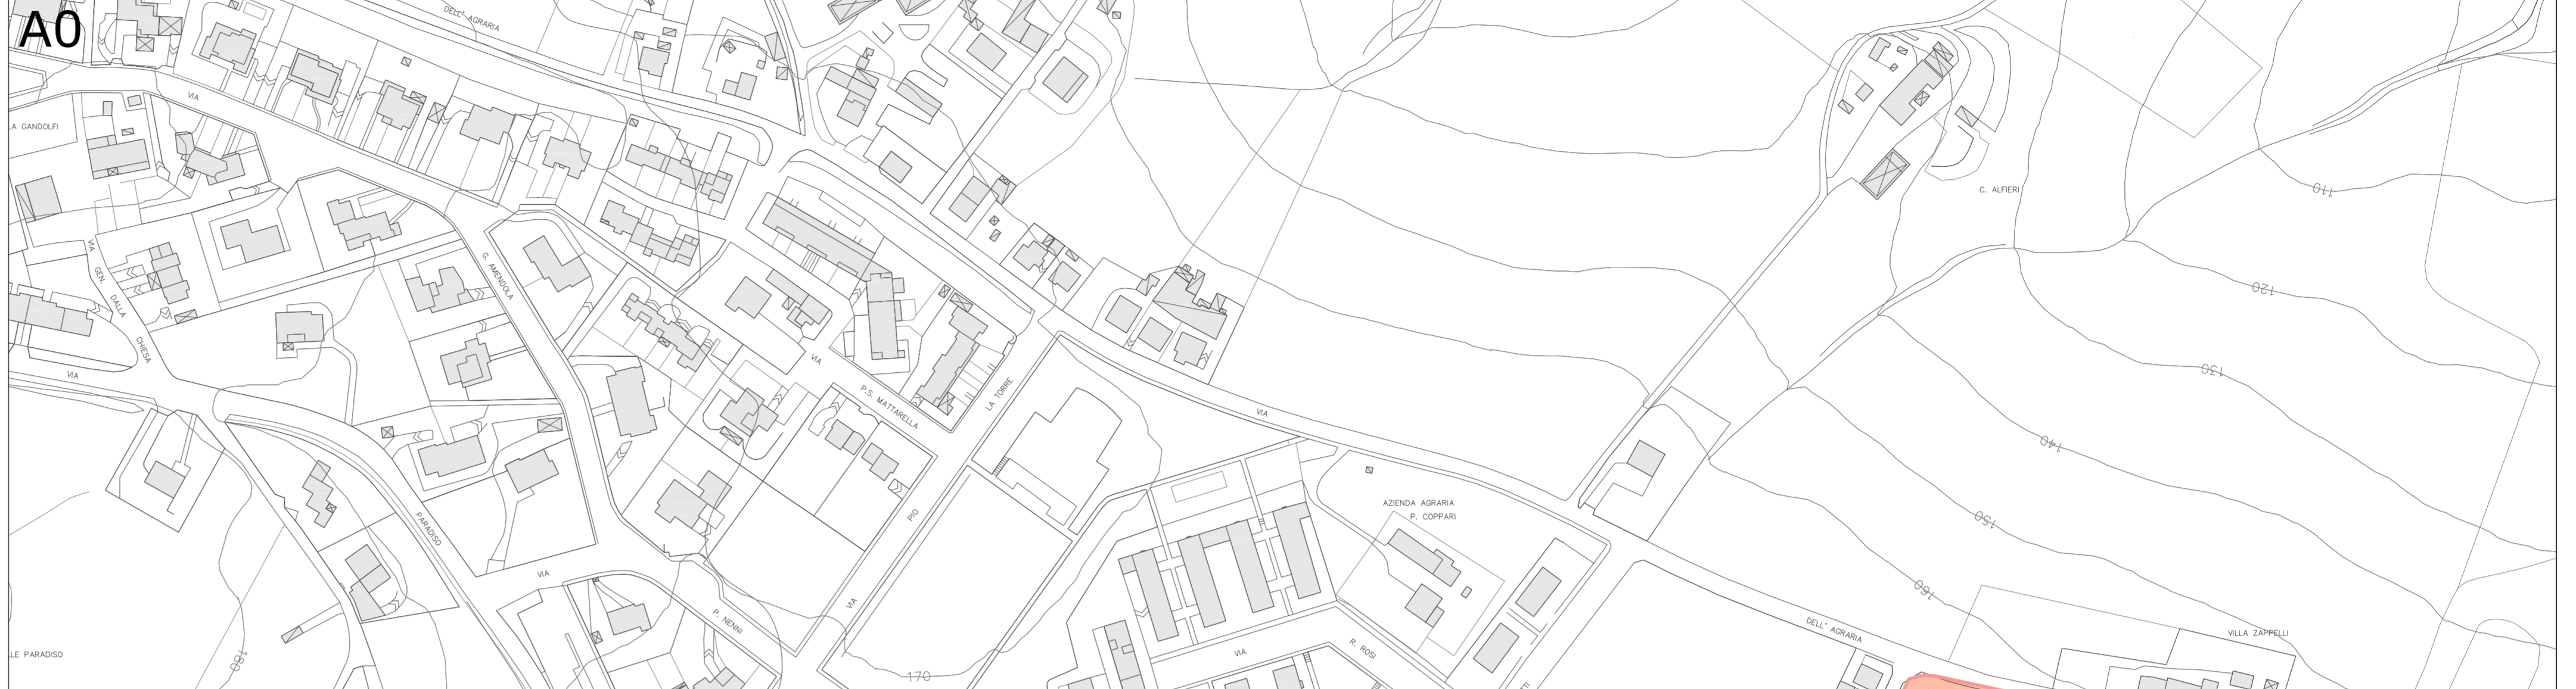 A0
DELL' AGRARIA
VIA
LA GANDOLFI
C. ALFIERI
110
VIA
GEN.
DALLA
CHIESA
G. AMENDOLA
120
VIA
VIA
P.S. MATTARELLA
LA TORRE
VIA
130
140
AZIENDA AGRARIA
P. COPPARI
PIO
VIA
PARADISO
150
VIA
160
P. NENNI
DELL' AGRARIA
VILLA ZAPPELLI
LE PARADISO
180
170
VIA
R. ROSI